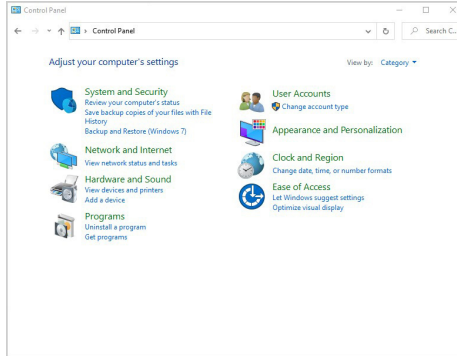 Control Panel
Control Panel
Search C...
Adjust your computer's settings
View by: Category
System and Security
Review your computer's status
Save backup copies of your files with File
History
Backup and Restore (Windows 7)
Network and Internet
View network status and tasks
Hardware and Sound
View devices and printers
Add a device
Programs
Uninstall a program
Get programs
User Accounts
Change account type
Appearance and Personalization
Clock and Region
Change date, time, or number formats
Ease of Access
Let Windows suggest settings
Optimize visual display